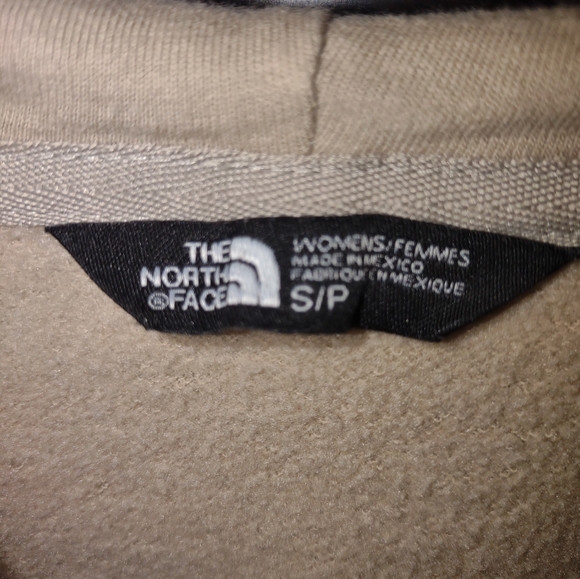 THE
NORTH
®FACE
WOMENS/FEMMES
MADE IN MEXICO
FABRIQUE EN MEXIQUE
S/P